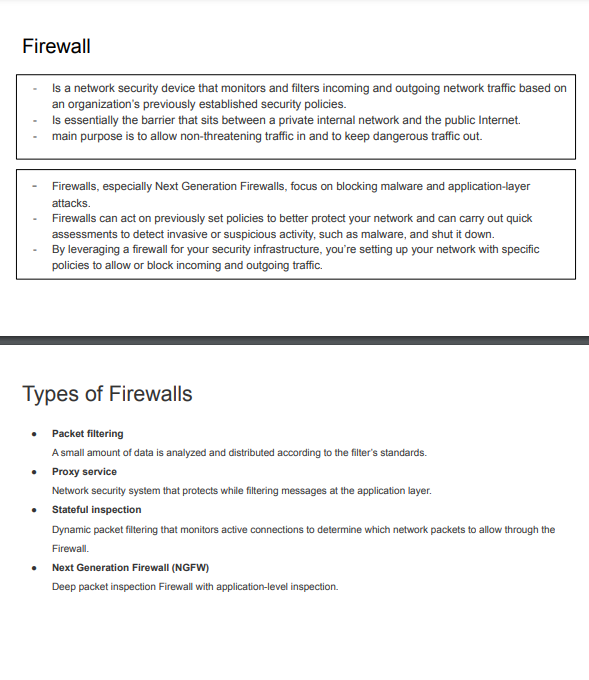 Firewall
- Is a network security device that monitors and filters incoming and outgoing network traffic based on
an organization's previously established security policies.
- Is essentially the barrier that sits between a private internal network and the public Internet.
- main purpose is to allow non-threatening traffic in and to keep dangerous traffic out.
- Firewalls, especially Next Generation Firewalls, focus on blocking malware and application-layer
attacks.
- Firewalls can act on previously set policies to better protect your network and can carry out quick
assessments to detect invasive or suspicious activity, such as malware, and shut it down.
- By leveraging a firewall for your security infrastructure, you're setting up your network with specific
policies to allow or block incoming and outgoing traffic.
Types of Firewalls
● Packet filtering
A small amount of data is analyzed and distributed according to the filter's standards.
● Proxy service
Network security system that protects while filtering messages at the application layer.
● Stateful inspection
Dynamic packet filtering that monitors active connections to determine which network packets to allow through the
Firewall.
● Next Generation Firewall (NGFW)
Deep packet inspection Firewall with application-level inspection.